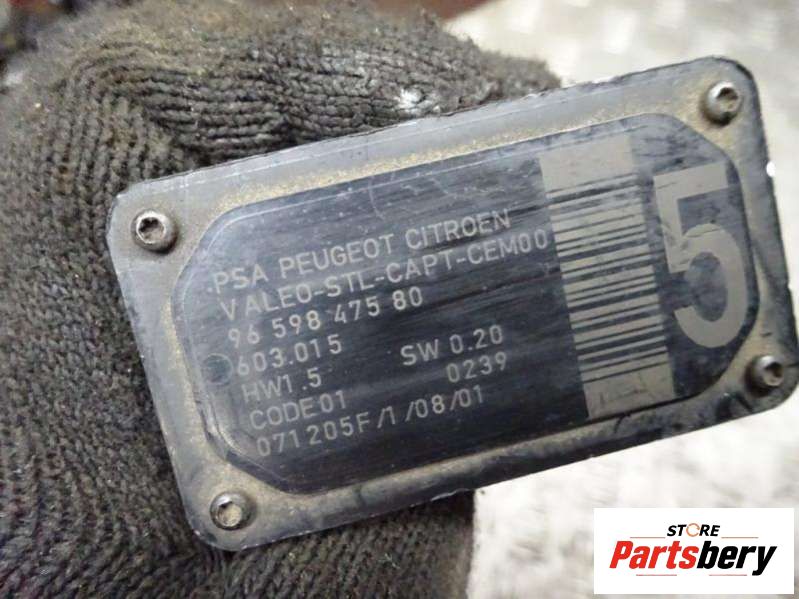 PSA PEUGEOT CITROEN
VALEO-STL-CAPT-CEM00
96 598 475 80
603.015 SW 0.20
HW1.5 0239
CODE01
071205F/1/08/01
5
STORE
Partsbery